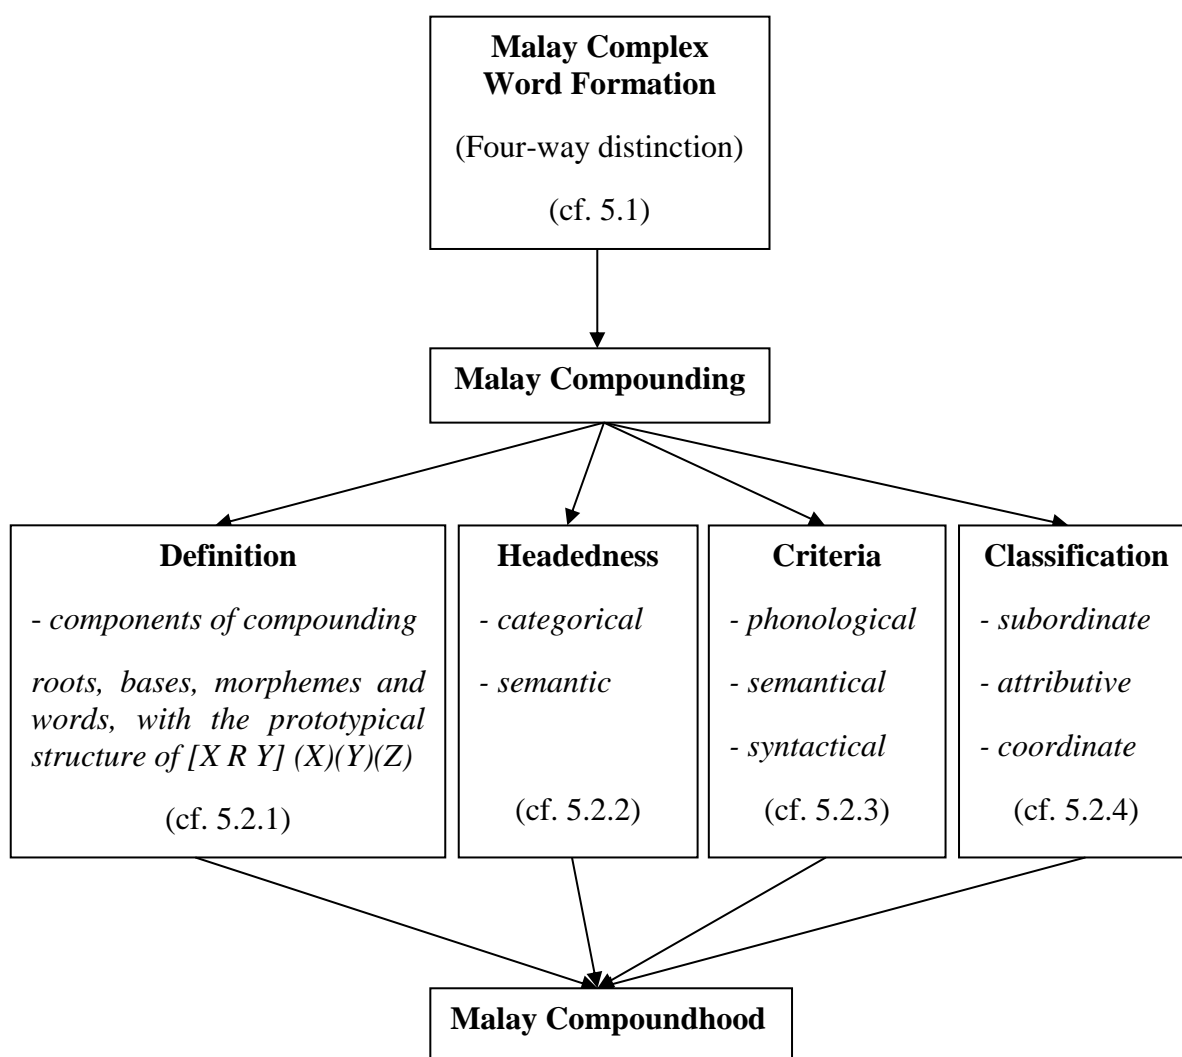 Malay Complex
Word Formation
(Four-way distinction)
(cf. 5.1)
Malay Compounding
Definition
- components of compounding
roots, bases, morphemes and
words, with the prototypical
structure of [X R Y] (X)(Y)(Z)
(cf. 5.2.1)
Headedness
- categorical
- semantic
(cf. 5.2.2)
Criteria
- phonological
- semantical
- syntactical
(cf. 5.2.3)
Classification
- subordinate
- attributive
- coordinate
(cf. 5.2.4)
Malay Compoundhood